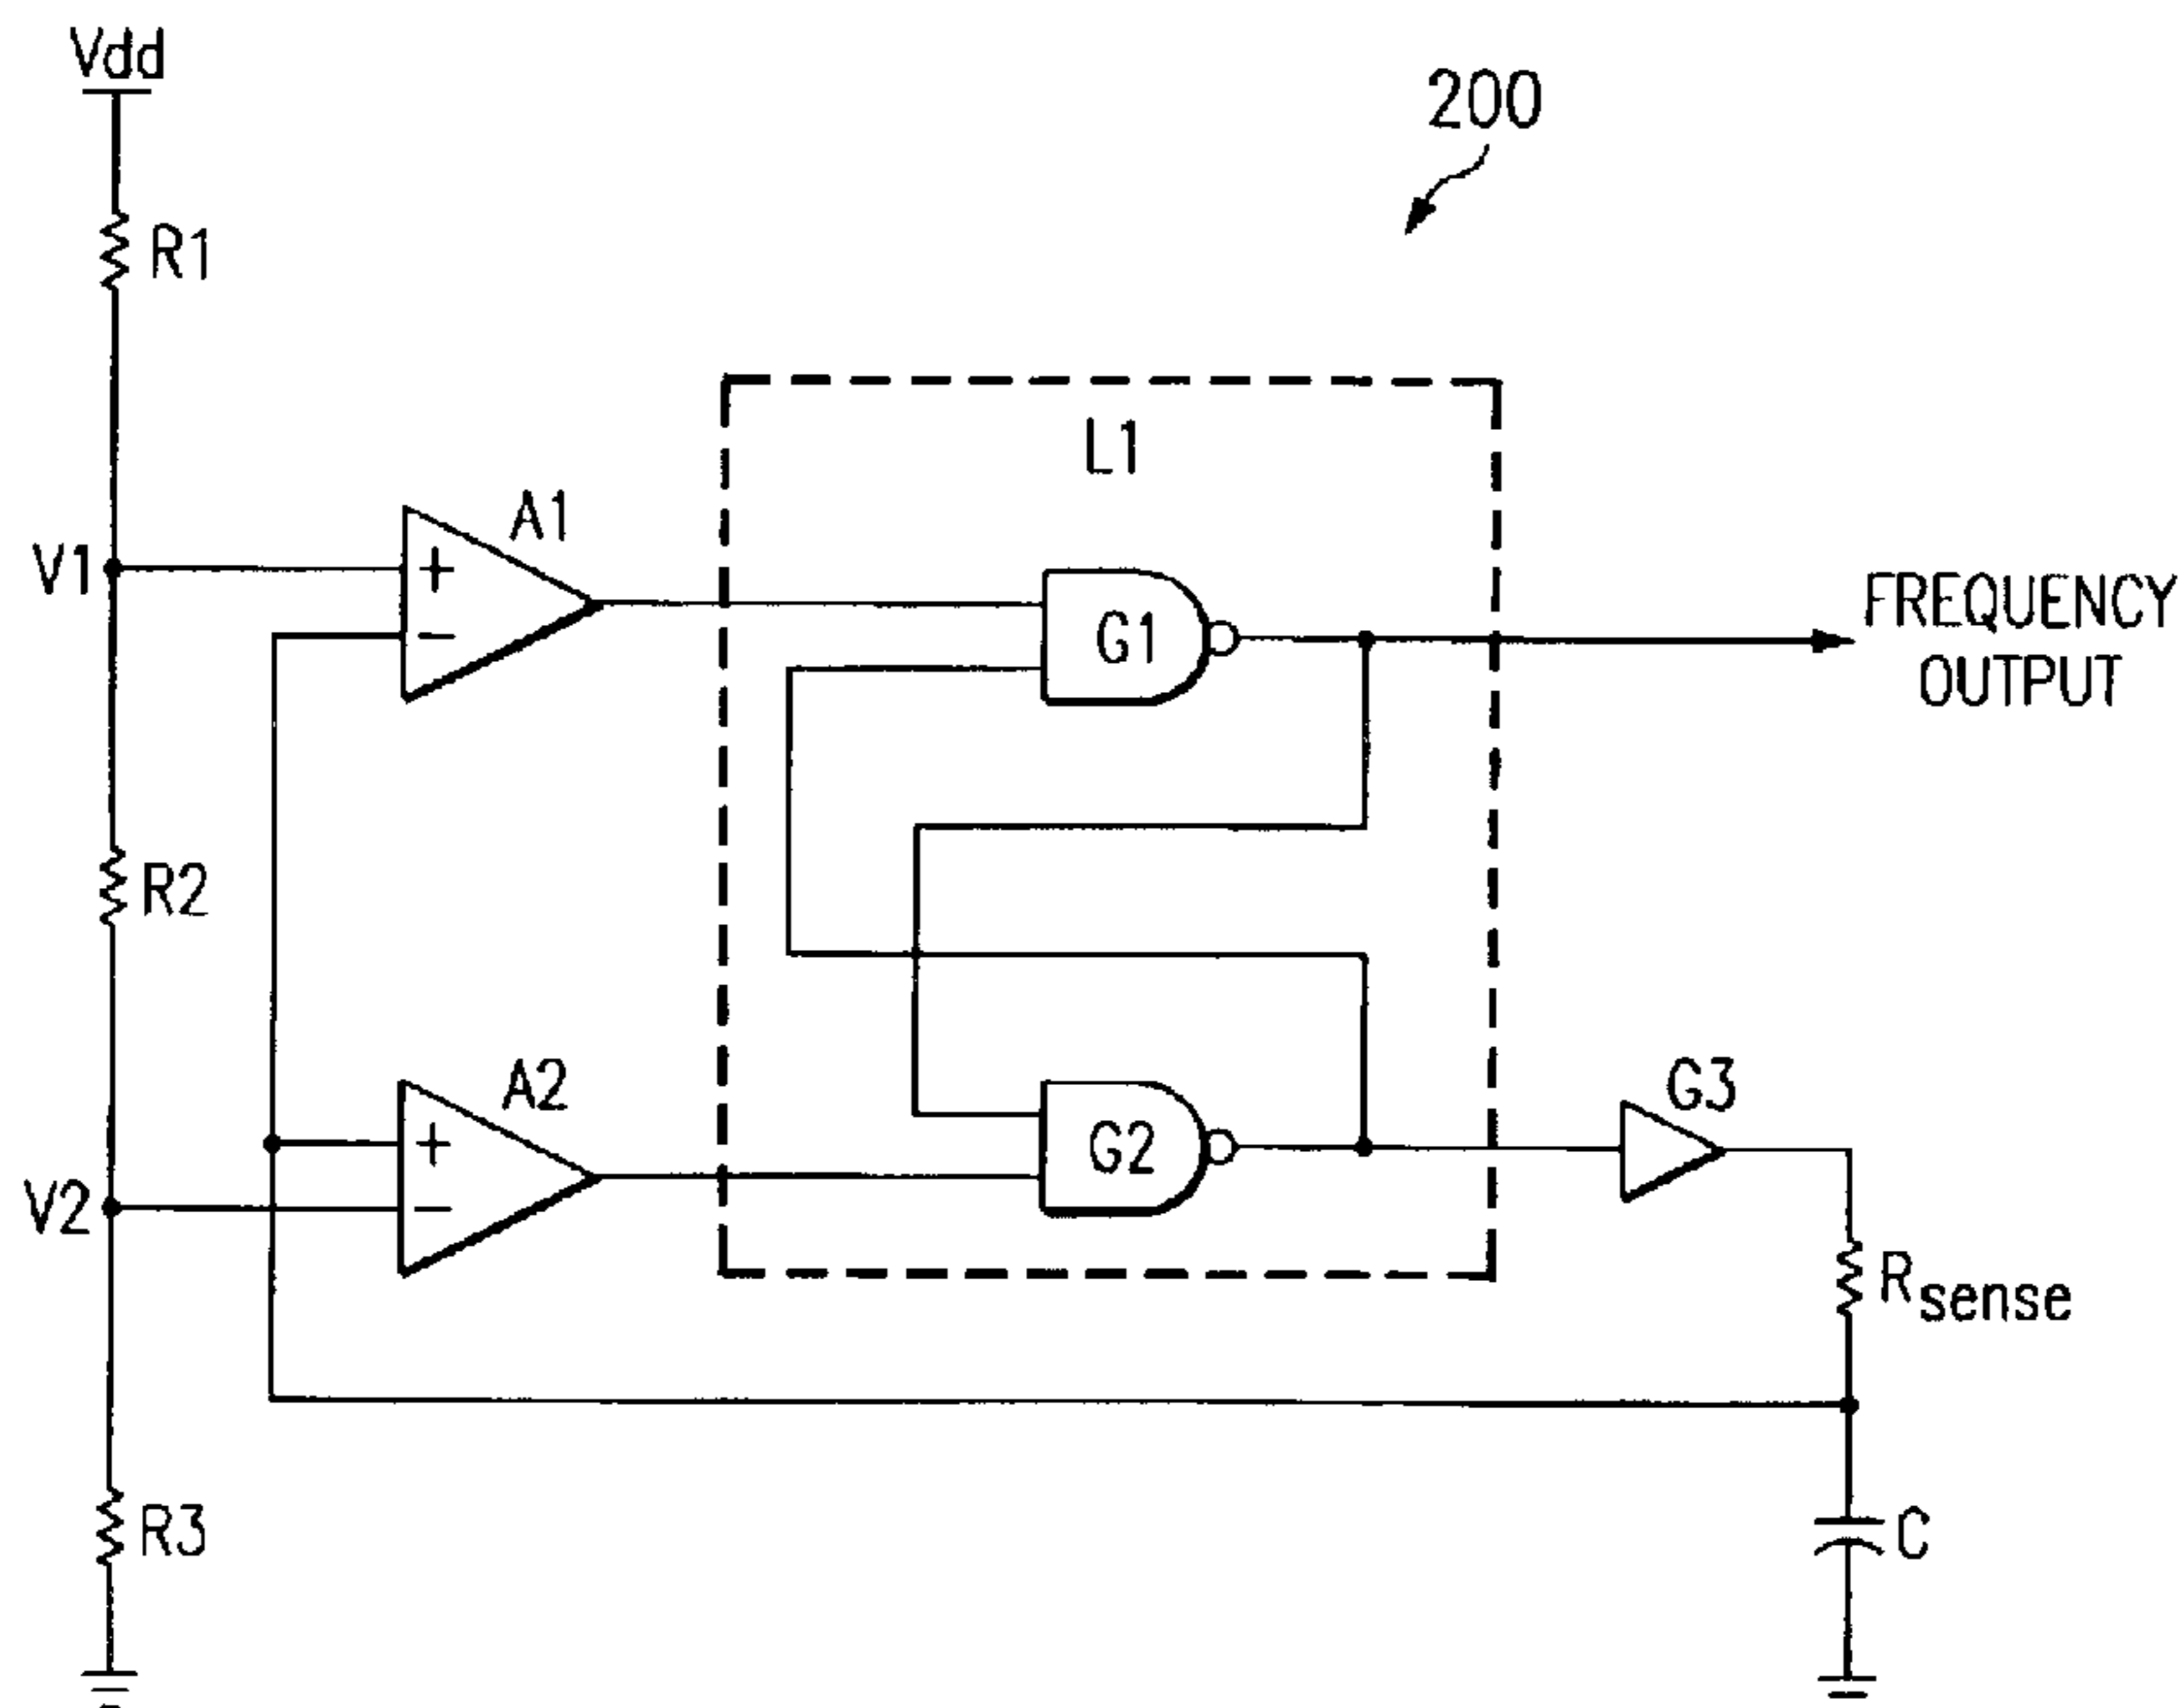 Vdd
200
R1
L1
A1
V1
+
−
G1
FREQUENCY
OUTPUT
R2
A2
G3
+
−
G2
V2
Rsense
R3
C